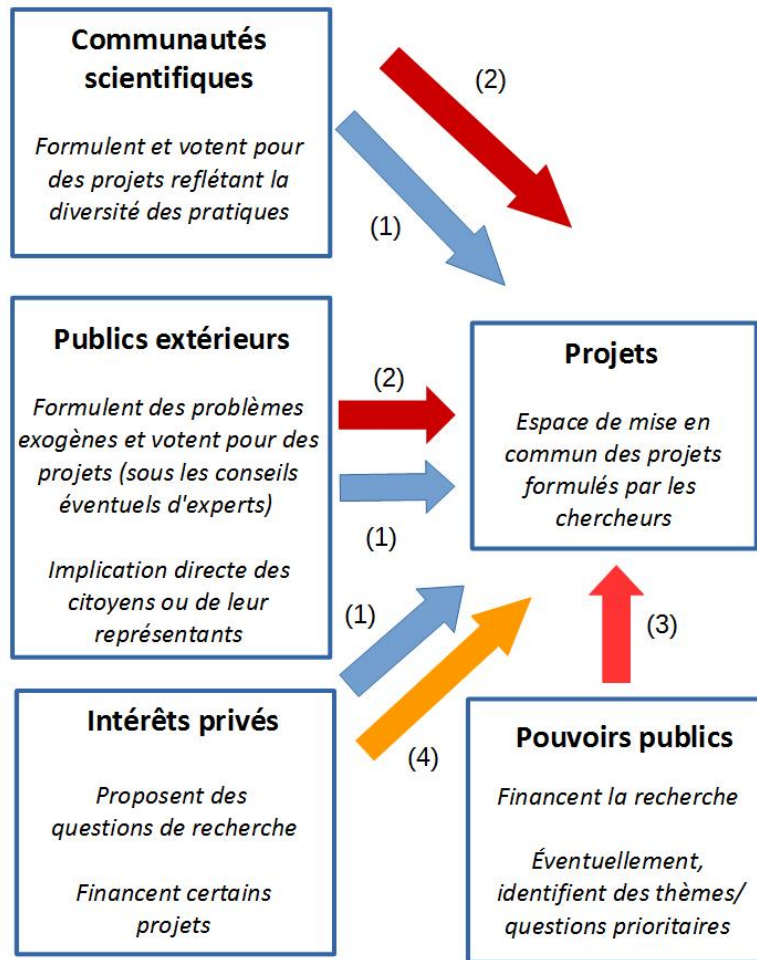 Communautés
scientifiques
Formulent et votent pour
des projets reflétant la
diversité des pratiques
(2)
(1)
Publics extérieurs
Formulent des problèmes
exogènes et votent pour des
projets (sous les conseils
éventuels d'experts)
Implication directe des
citoyens ou de leur
représentants
(2)
(1)
Projets
Espace de mise en
commun des projets
formulés par les
chercheurs
(1)
(4)
(3)
Intérêts privés
Proposent des
questions de recherche
Financent certains
projets
Pouvoirs publics
Financent la recherche
Éventuellement,
identifient des thèmes/
questions prioritaires